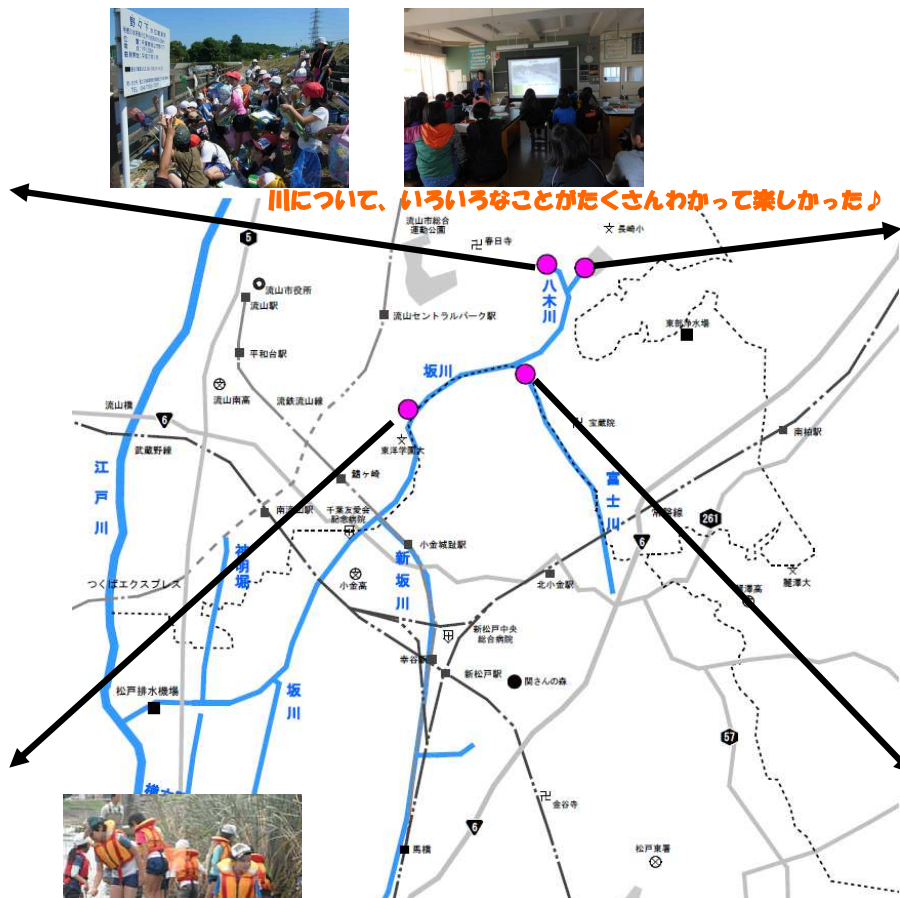 野々下
TEL
川について、いろいろなことがたくさんわかって楽しかった♪
流山市総合
運動公園
春日寺
長崎小
5
流山市役所
流山駅
八木川
流山セントラルパーク駅
東部浄水場
平和台駅
坂川
流山橋
流山南高
流鉄流山線
6
宝蔵院
南柏駅
武蔵野線
東洋学園大
江戸川
鰭ヶ崎
富士川
南流山駅
千葉友愛会
記念病院
常磐線
261
6
神明堀
小金城趾駅
新坂川
つくばエクスプレス
小金高
北小金駅
麗澤大
麗澤高
新松戸中央
総合病院
幸谷駅
新松戸駅
関さんの森
松戸排水機場
坂川
57
金谷寺
6
馬橋
松戸東署